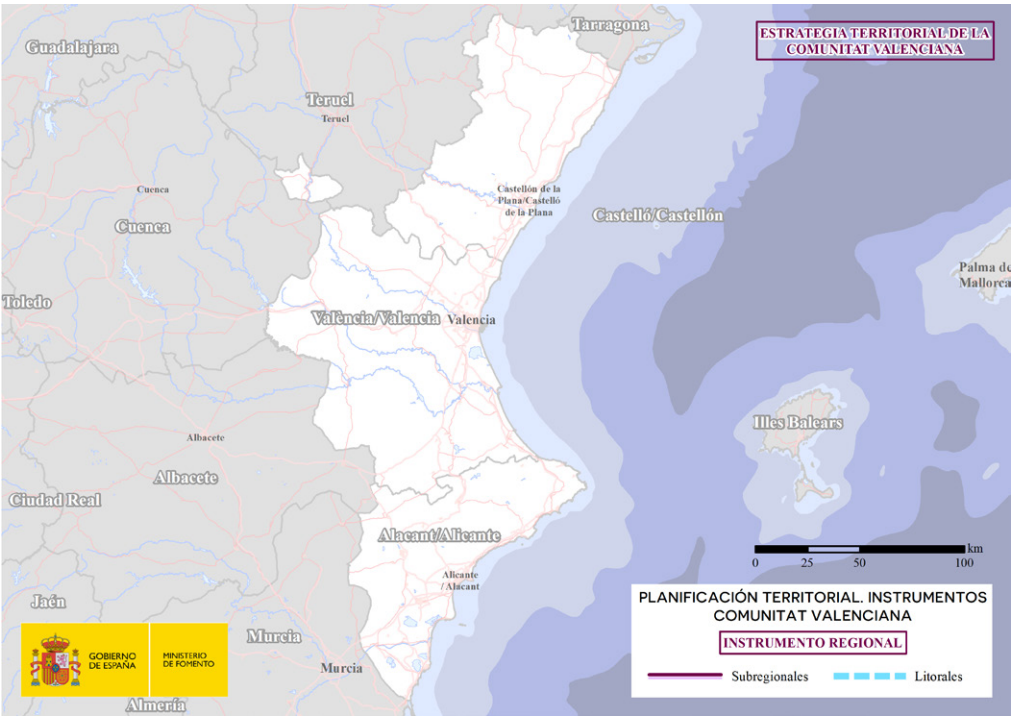 Tarragona
ESTRATEGIA TERRITORIAL DE LA
COMUNITAT VALENCIANA
Guadalajara
Teruel
Teruel
Cuenca
Castellón de la
Plana/Castelló
de la Plana
Castelló/Castellón
Cuenca
Palma de
Mallorca
Toledo
València/Valencia
Valencia
Illes Balears
Albacete
Albacete
Ciudad Real
Alacant/Alicante
km
0 25 50 100
Alicante
/ Alacant
Jaén
PLANIFICACIÓN TERRITORIAL. INSTRUMENTOS
COMUNITAT VALENCIANA
INSTRUMENTO REGIONAL
Subregionales
Litorales
Murcia
GOBIERNO
DE ESPAÑA
MINISTERIO
DE FOMENTO
Murcia
Almería